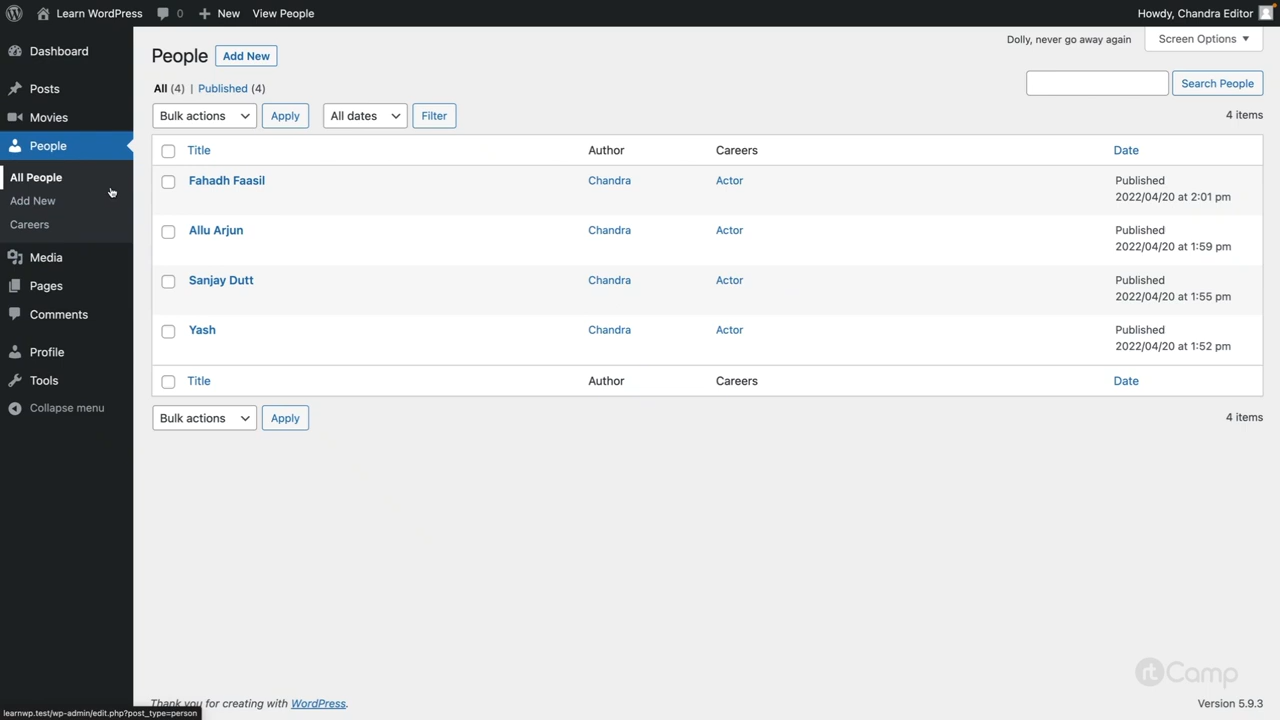 Learn WordPress 0 New View People Howdy, Chandra Editor
Dashboard
Posts
Movies
People
All People
Add New
Careers
Media
Pages
Comments
Profile
Tools
Collapse menu
Dolly, never go away again Screen Options ▼
People Add New
All (4) | Published (4)
Search People
Bulk actions Apply All dates Filter 4 items
Title Author Careers Date
Fahadh Faasil Chandra Actor Published
2022/04/20 at 2:01 pm
Allu Arjun Chandra Actor Published
2022/04/20 at 1:59 pm
Sanjay Dutt Chandra Actor Published
2022/04/20 at 1:55 pm
Yash Chandra Actor Published
2022/04/20 at 1:52 pm
Title Author Careers Date
Bulk actions Apply 4 items
rtCamp
Thank you for creating with WordPress. Version 5.9.3
learnwp.test/wp-admin/edit.php?post_type=person